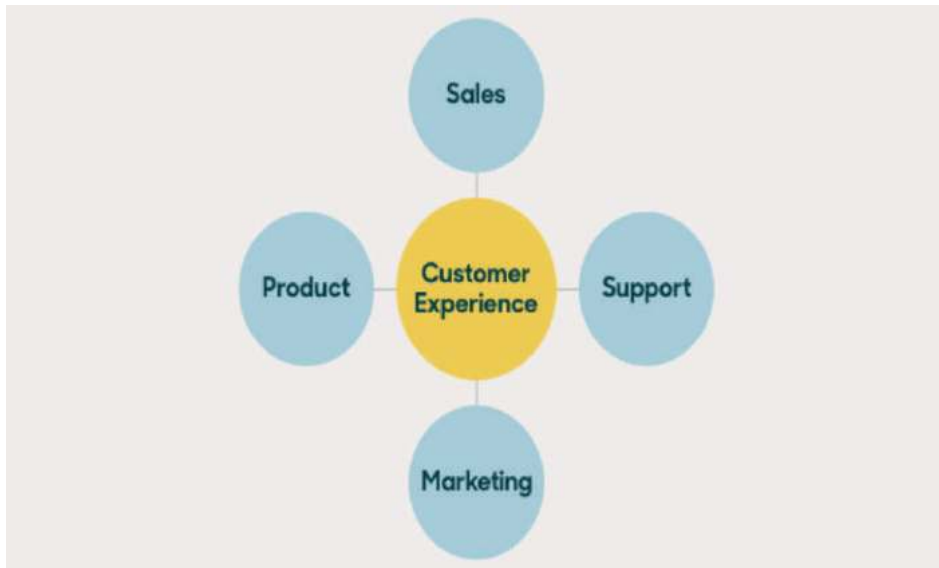 Sales
Product
Customer
Experience
Support
Marketing